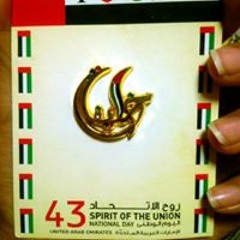 43
روح الاتحاد
SPIRIT OF THE UNION
اليوم الوطني
NATIONAL DAY
الإمارات العربية المتحدة
UNITED ARAB EMIRATES